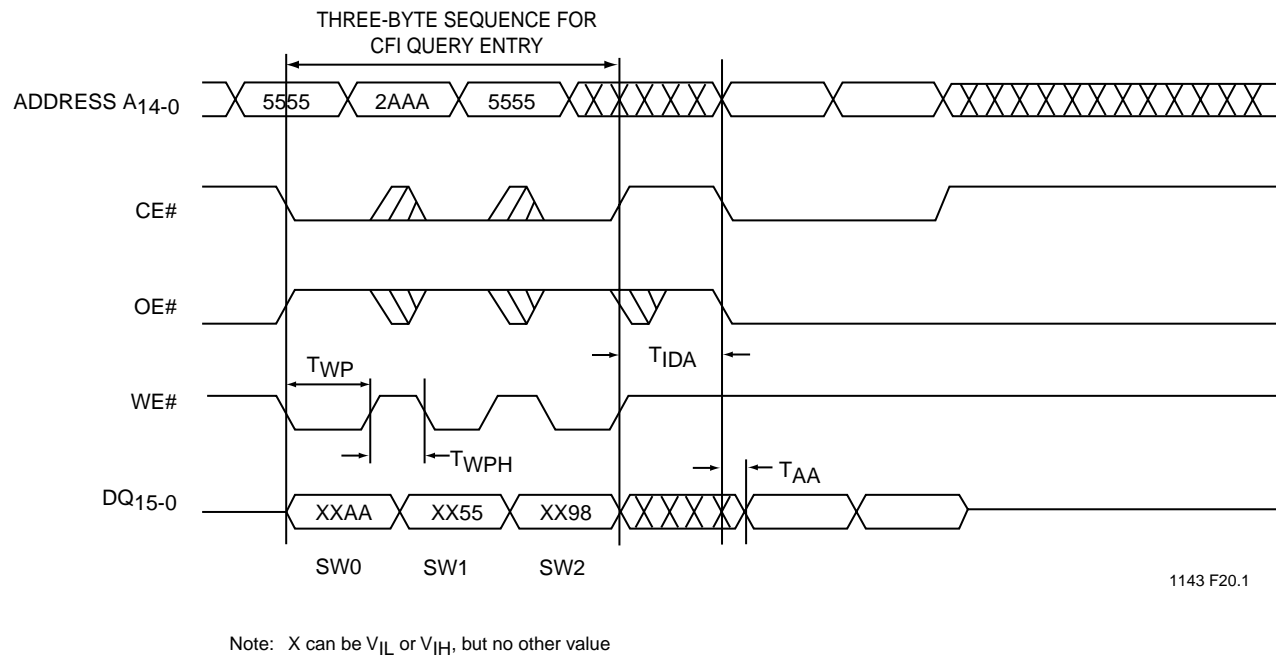 THREE-BYTE SEQUENCE FOR
CFI QUERY ENTRY
ADDRESS A14-0
5555
2AAA
5555
CE#
OE#
TIDA
TWP
WE#
TWPH
TAA
DQ15-0
XXAA
XX55
XX98
SW0
SW1
SW2
1143 F20.1
Note: X can be VIL or VIH, but no other value